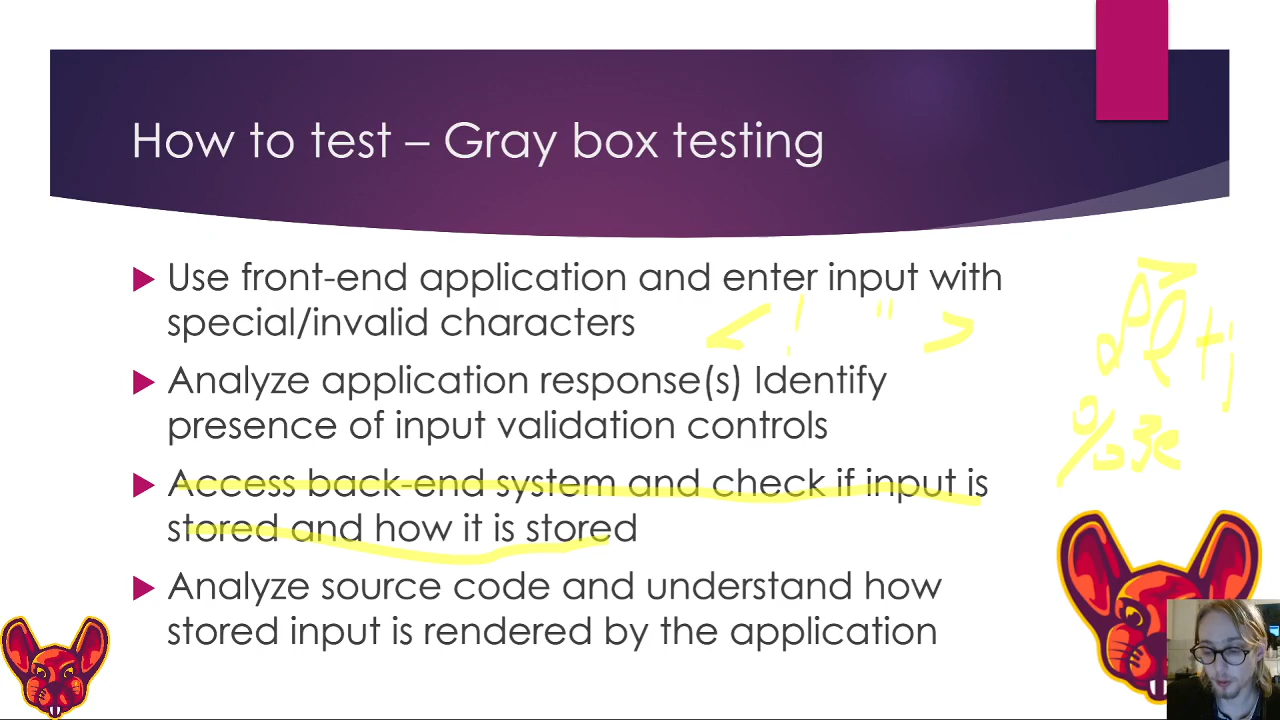 How to test – Gray box testing
Use front-end application and enter input with
special/invalid characters
< ! " >
Analyze application response(s) Identify
presence of input validation controls
Access back-end system and check if input is
stored and how it is stored
Analyze source code and understand how
stored input is rendered by the application